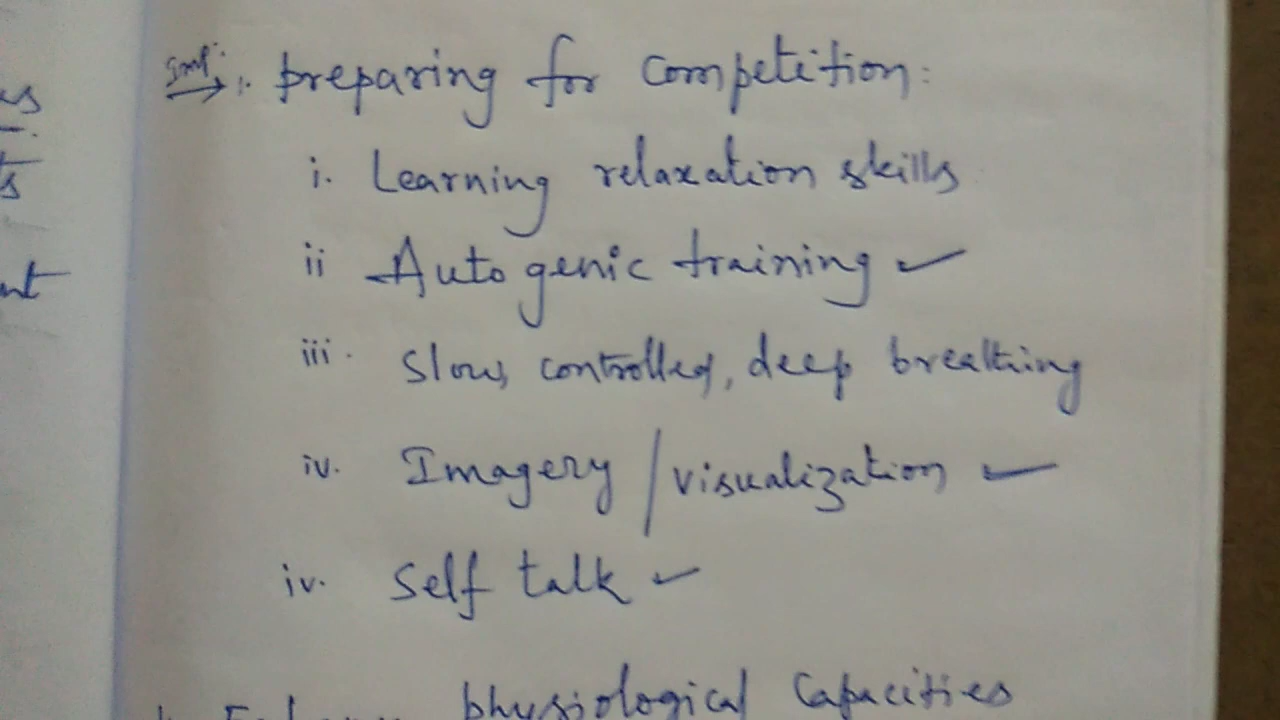 Imp. 1. preparing for competition:
i. Learning relaxation skills
ii Autogenic training ✓
iii. Slow, controlled, deep breathing
iv. Imagery / visualization ✓
iv. Self talk ✓
physiological Capacities